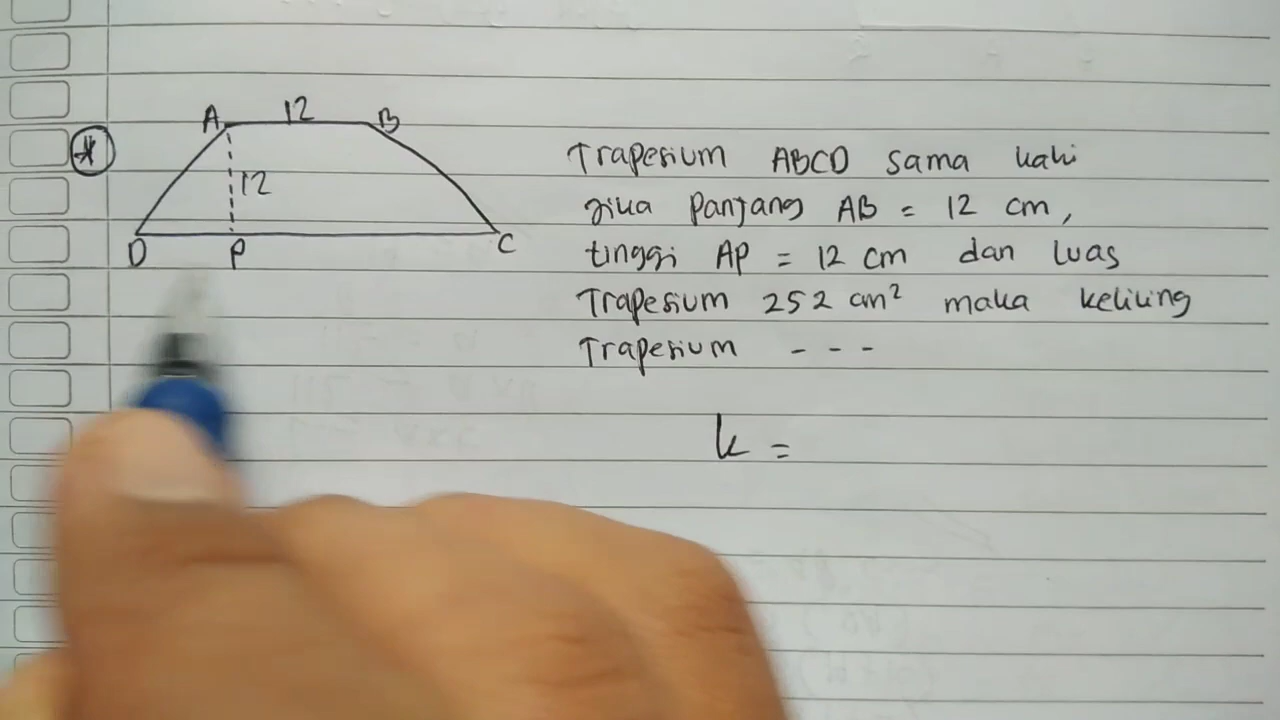 *
A 12 B
12
D P C
Trapesium ABCD sama kaki
jika Panjang AB = 12 cm,
tinggi AP = 12 cm dan luas
Trapesium 252 cm² maka keliling
Trapesium - - -
k =